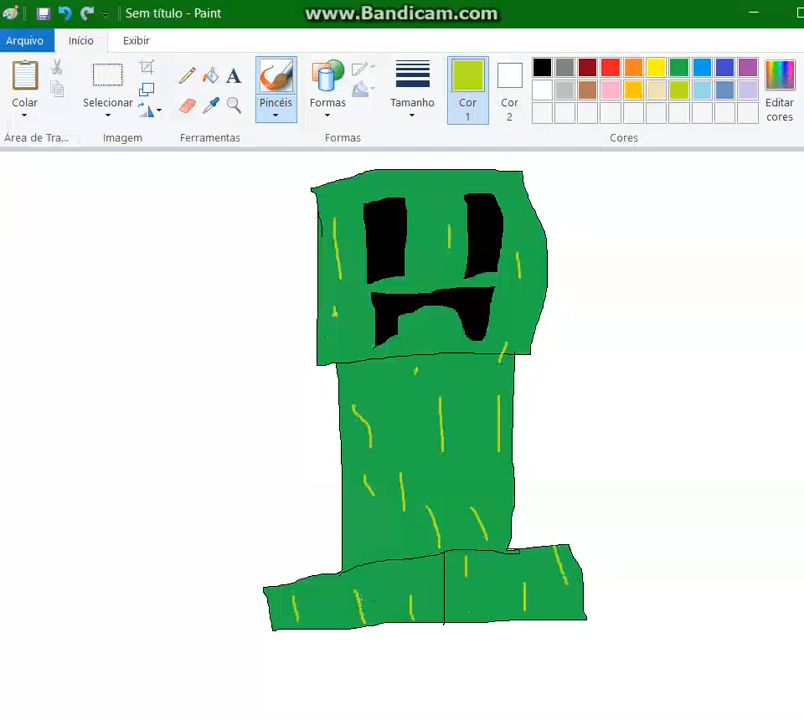 www.Bandicam.com
Sem título - Paint
Arquivo Início Exibir
Colar
Selecionar
Pincéis
Formas
Tamanho
Cor 1
Cor 2
Editar cores
Área de Tra...
Imagem
Ferramentas
Formas
Cores